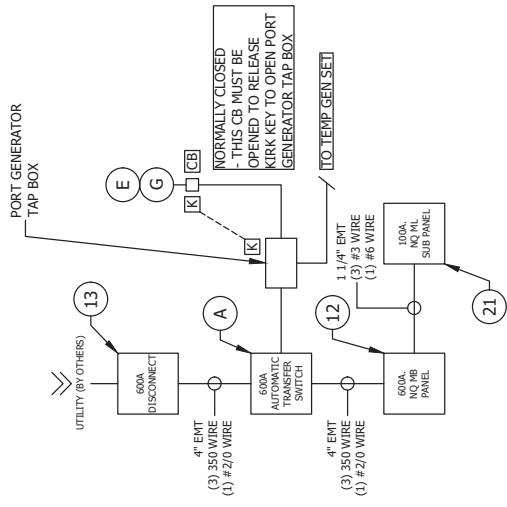 PORT GENERATOR
TAP BOX
E
G
CB
K
K
NORMALLY CLOSED
- THIS CB MUST BE
OPENED TO RELEASE
KIRK KEY TO OPEN PORT
GENERATOR TAP BOX
TO TEMP GEN SET
UTILITY (BY OTHERS)
13
600A
DISCONNECT
4" EMT
(3) 350 WIRE
(1) #2/0 WIRE
A
600A
AUTOMATIC
TRANSFER
SWITCH
4" EMT
(3) 350 WIRE
(1) #2/0 WIRE
12
600A.
NQ MB
PANEL
1 1/4" EMT
(3) #3 WIRE
(1) #6 WIRE
100A.
NQ ML
SUB PANEL
21